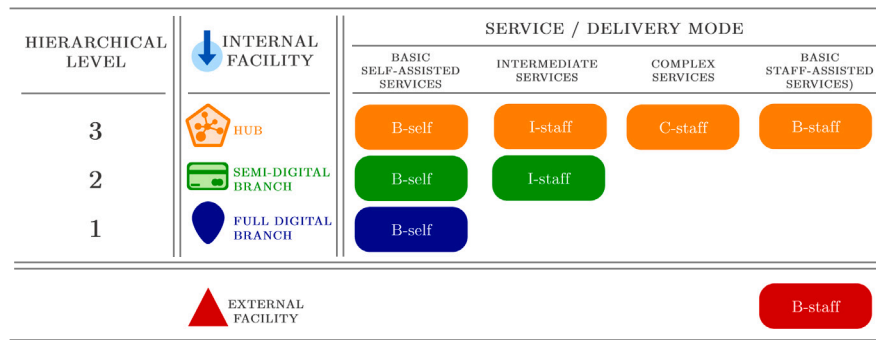 HIERARCHICAL
LEVEL
INTERNAL
FACILITY
SERVICE / DELIVERY MODE
BASIC
SELF-ASSISTED
SERVICES
INTERMEDIATE
SERVICES
COMPLEX
SERVICES
BASIC
STAFF-ASSISTED
SERVICES)
3
HUB
B-self
I-staff
C-staff
B-staff
2
SEMI-DIGITAL
BRANCH
B-self
I-staff
1
FULL DIGITAL
BRANCH
B-self
EXTERNAL
FACILITY
B-staff